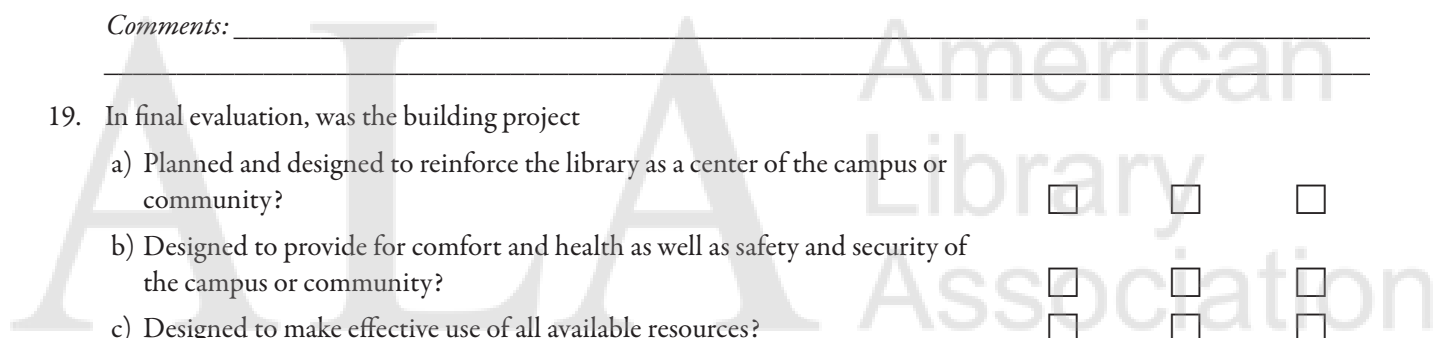 Comments:
19. In final evaluation, was the building project
a) Planned and designed to reinforce the library as a center of the campus or
community?
b) Designed to provide for comfort and health as well as safety and security of
the campus or community?
c) Designed to make effective use of all available resources?
ALA
American
Library
Association